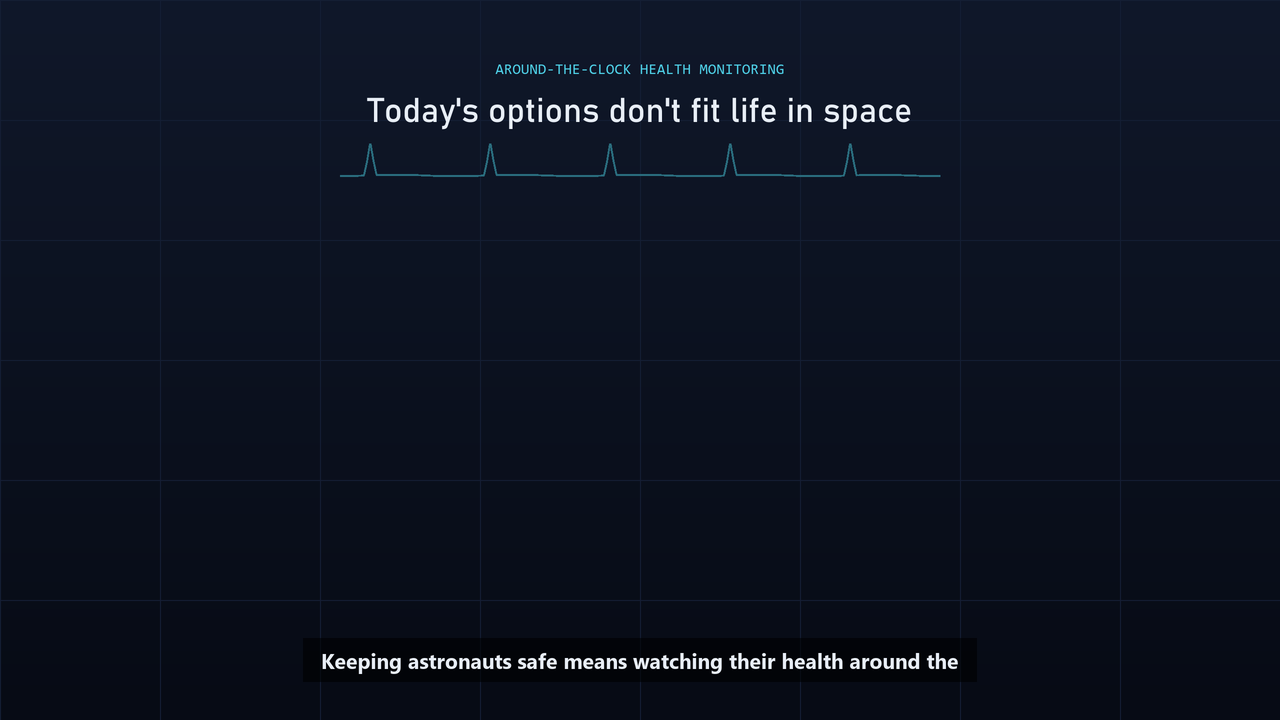 AROUND-THE-CLOCK HEALTH MONITORING
Today's options don't fit life in space
Keeping astronauts safe means watching their health around the